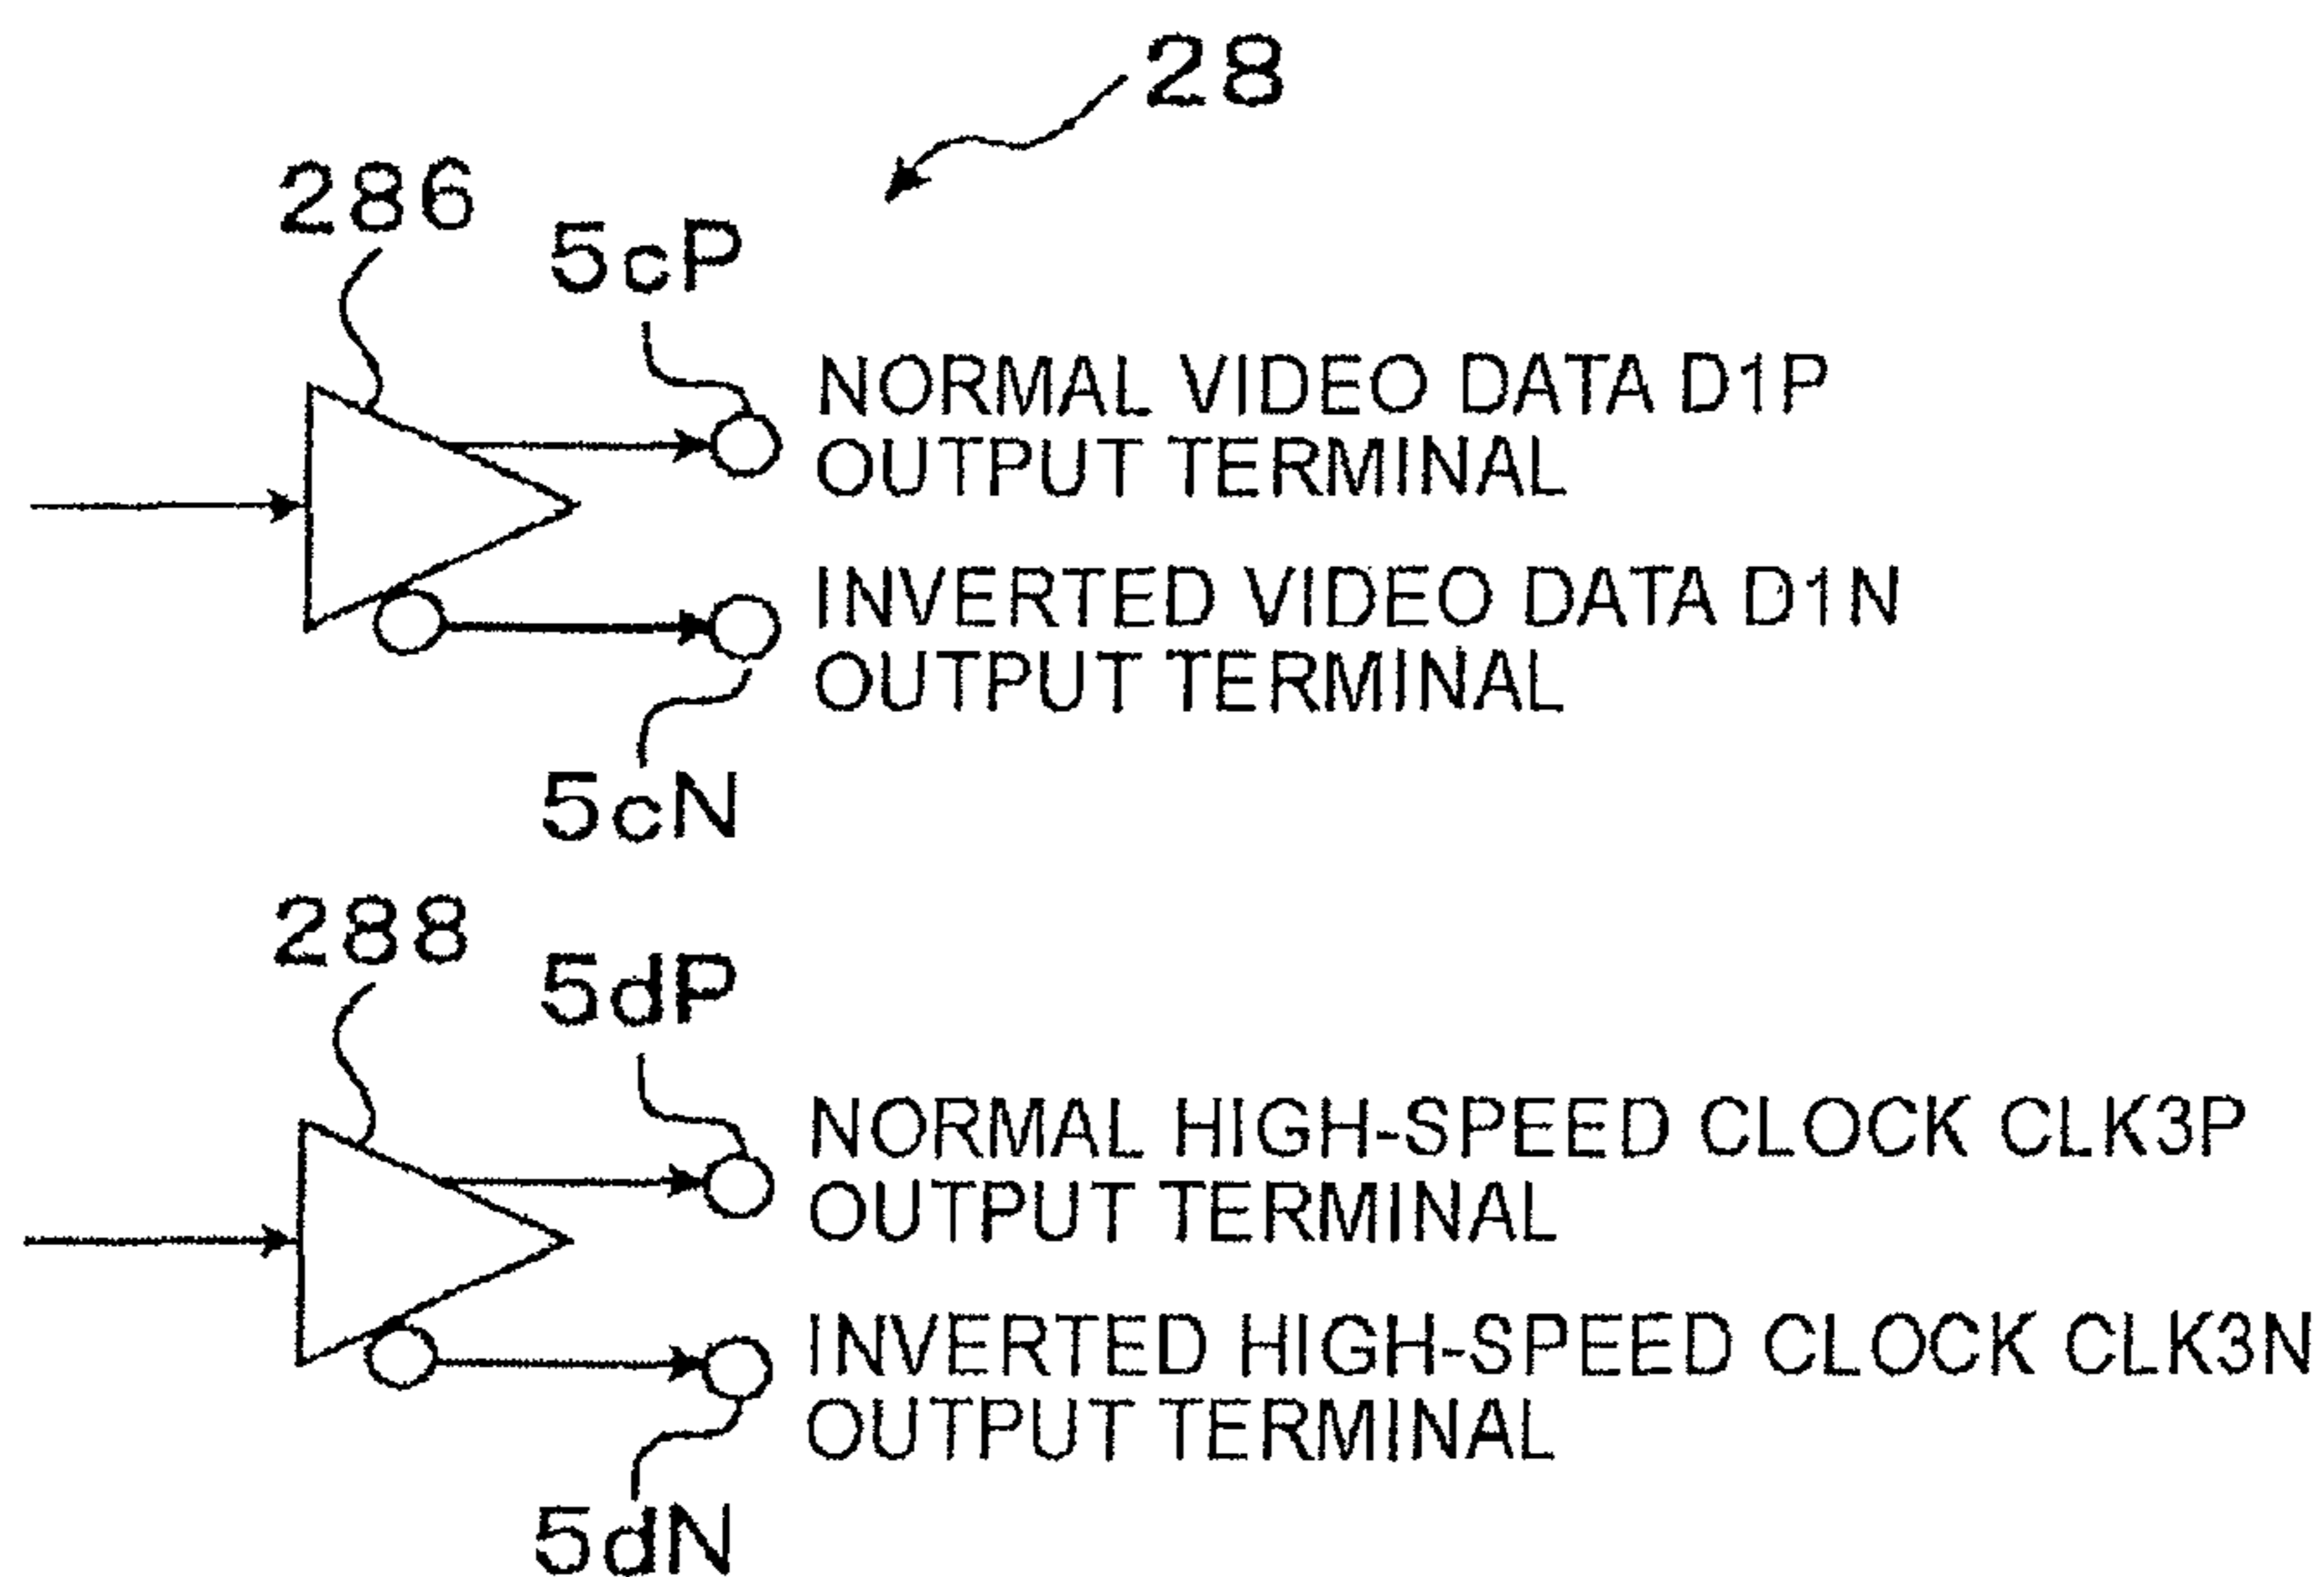 28
286
5cP
NORMAL VIDEO DATA D1P
OUTPUT TERMINAL
INVERTED VIDEO DATA D1N
OUTPUT TERMINAL
5cN
288
5dP
NORMAL HIGH-SPEED CLOCK CLK3P
OUTPUT TERMINAL
INVERTED HIGH-SPEED CLOCK CLK3N
OUTPUT TERMINAL
5dN